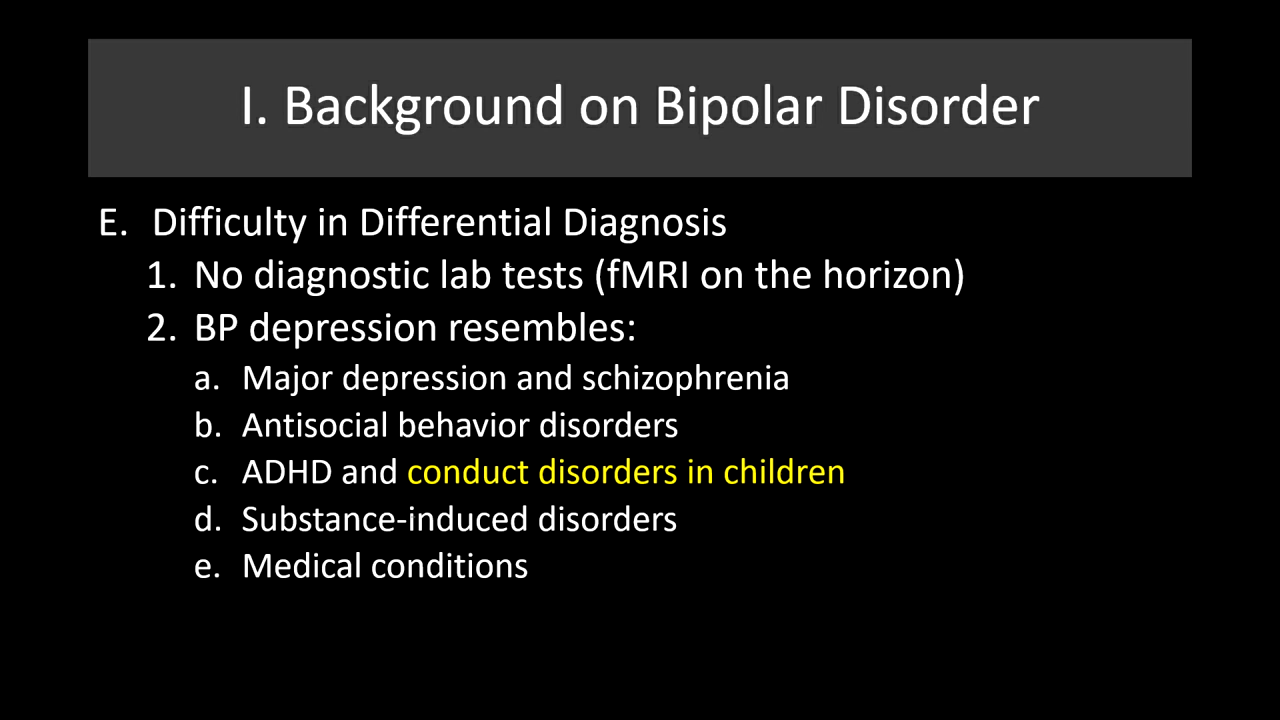 I. Background on Bipolar Disorder
E. Difficulty in Differential Diagnosis
1. No diagnostic lab tests (fMRI on the horizon)
2. BP depression resembles:
a. Major depression and schizophrenia
b. Antisocial behavior disorders
c. ADHD and conduct disorders in children
d. Substance-induced disorders
e. Medical conditions